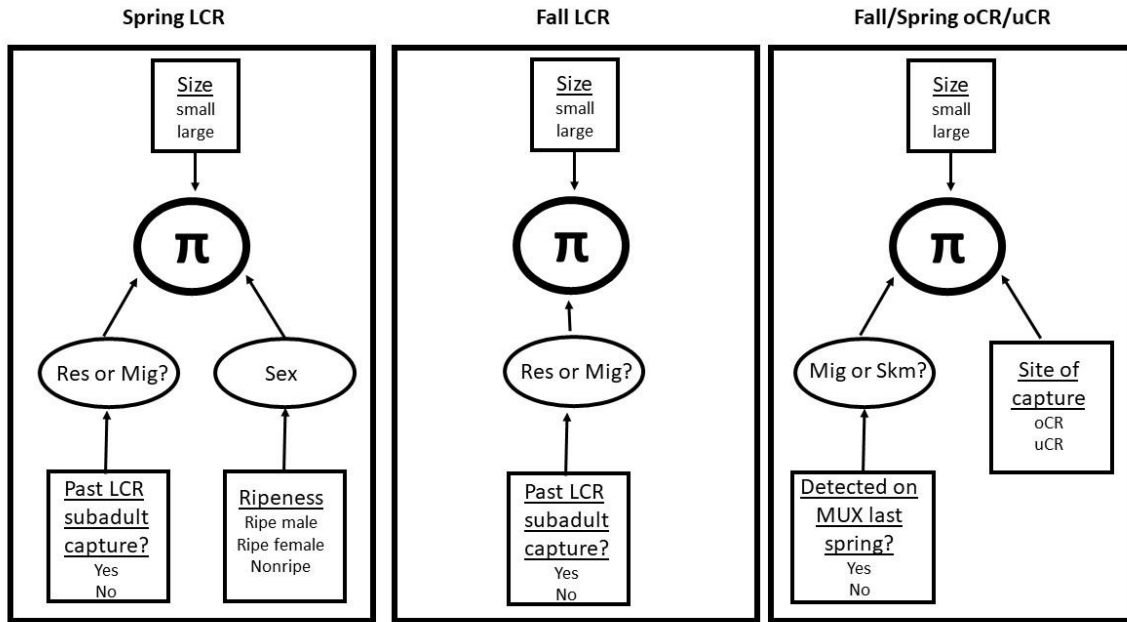 Spring LCR
Size
small
large
π
Res or Mig?
Sex
Past LCR
subadult
capture?
Yes
No
Ripeness
Ripe male
Ripe female
Nonripe
Fall LCR
Size
small
large
π
Res or Mig?
Past LCR
subadult
capture?
Yes
No
Fall/Spring oCR/uCR
Size
small
large
π
Mig or Skm?
Site of
capture
oCR
uCR
Detected on
MUX last
spring?
Yes
No